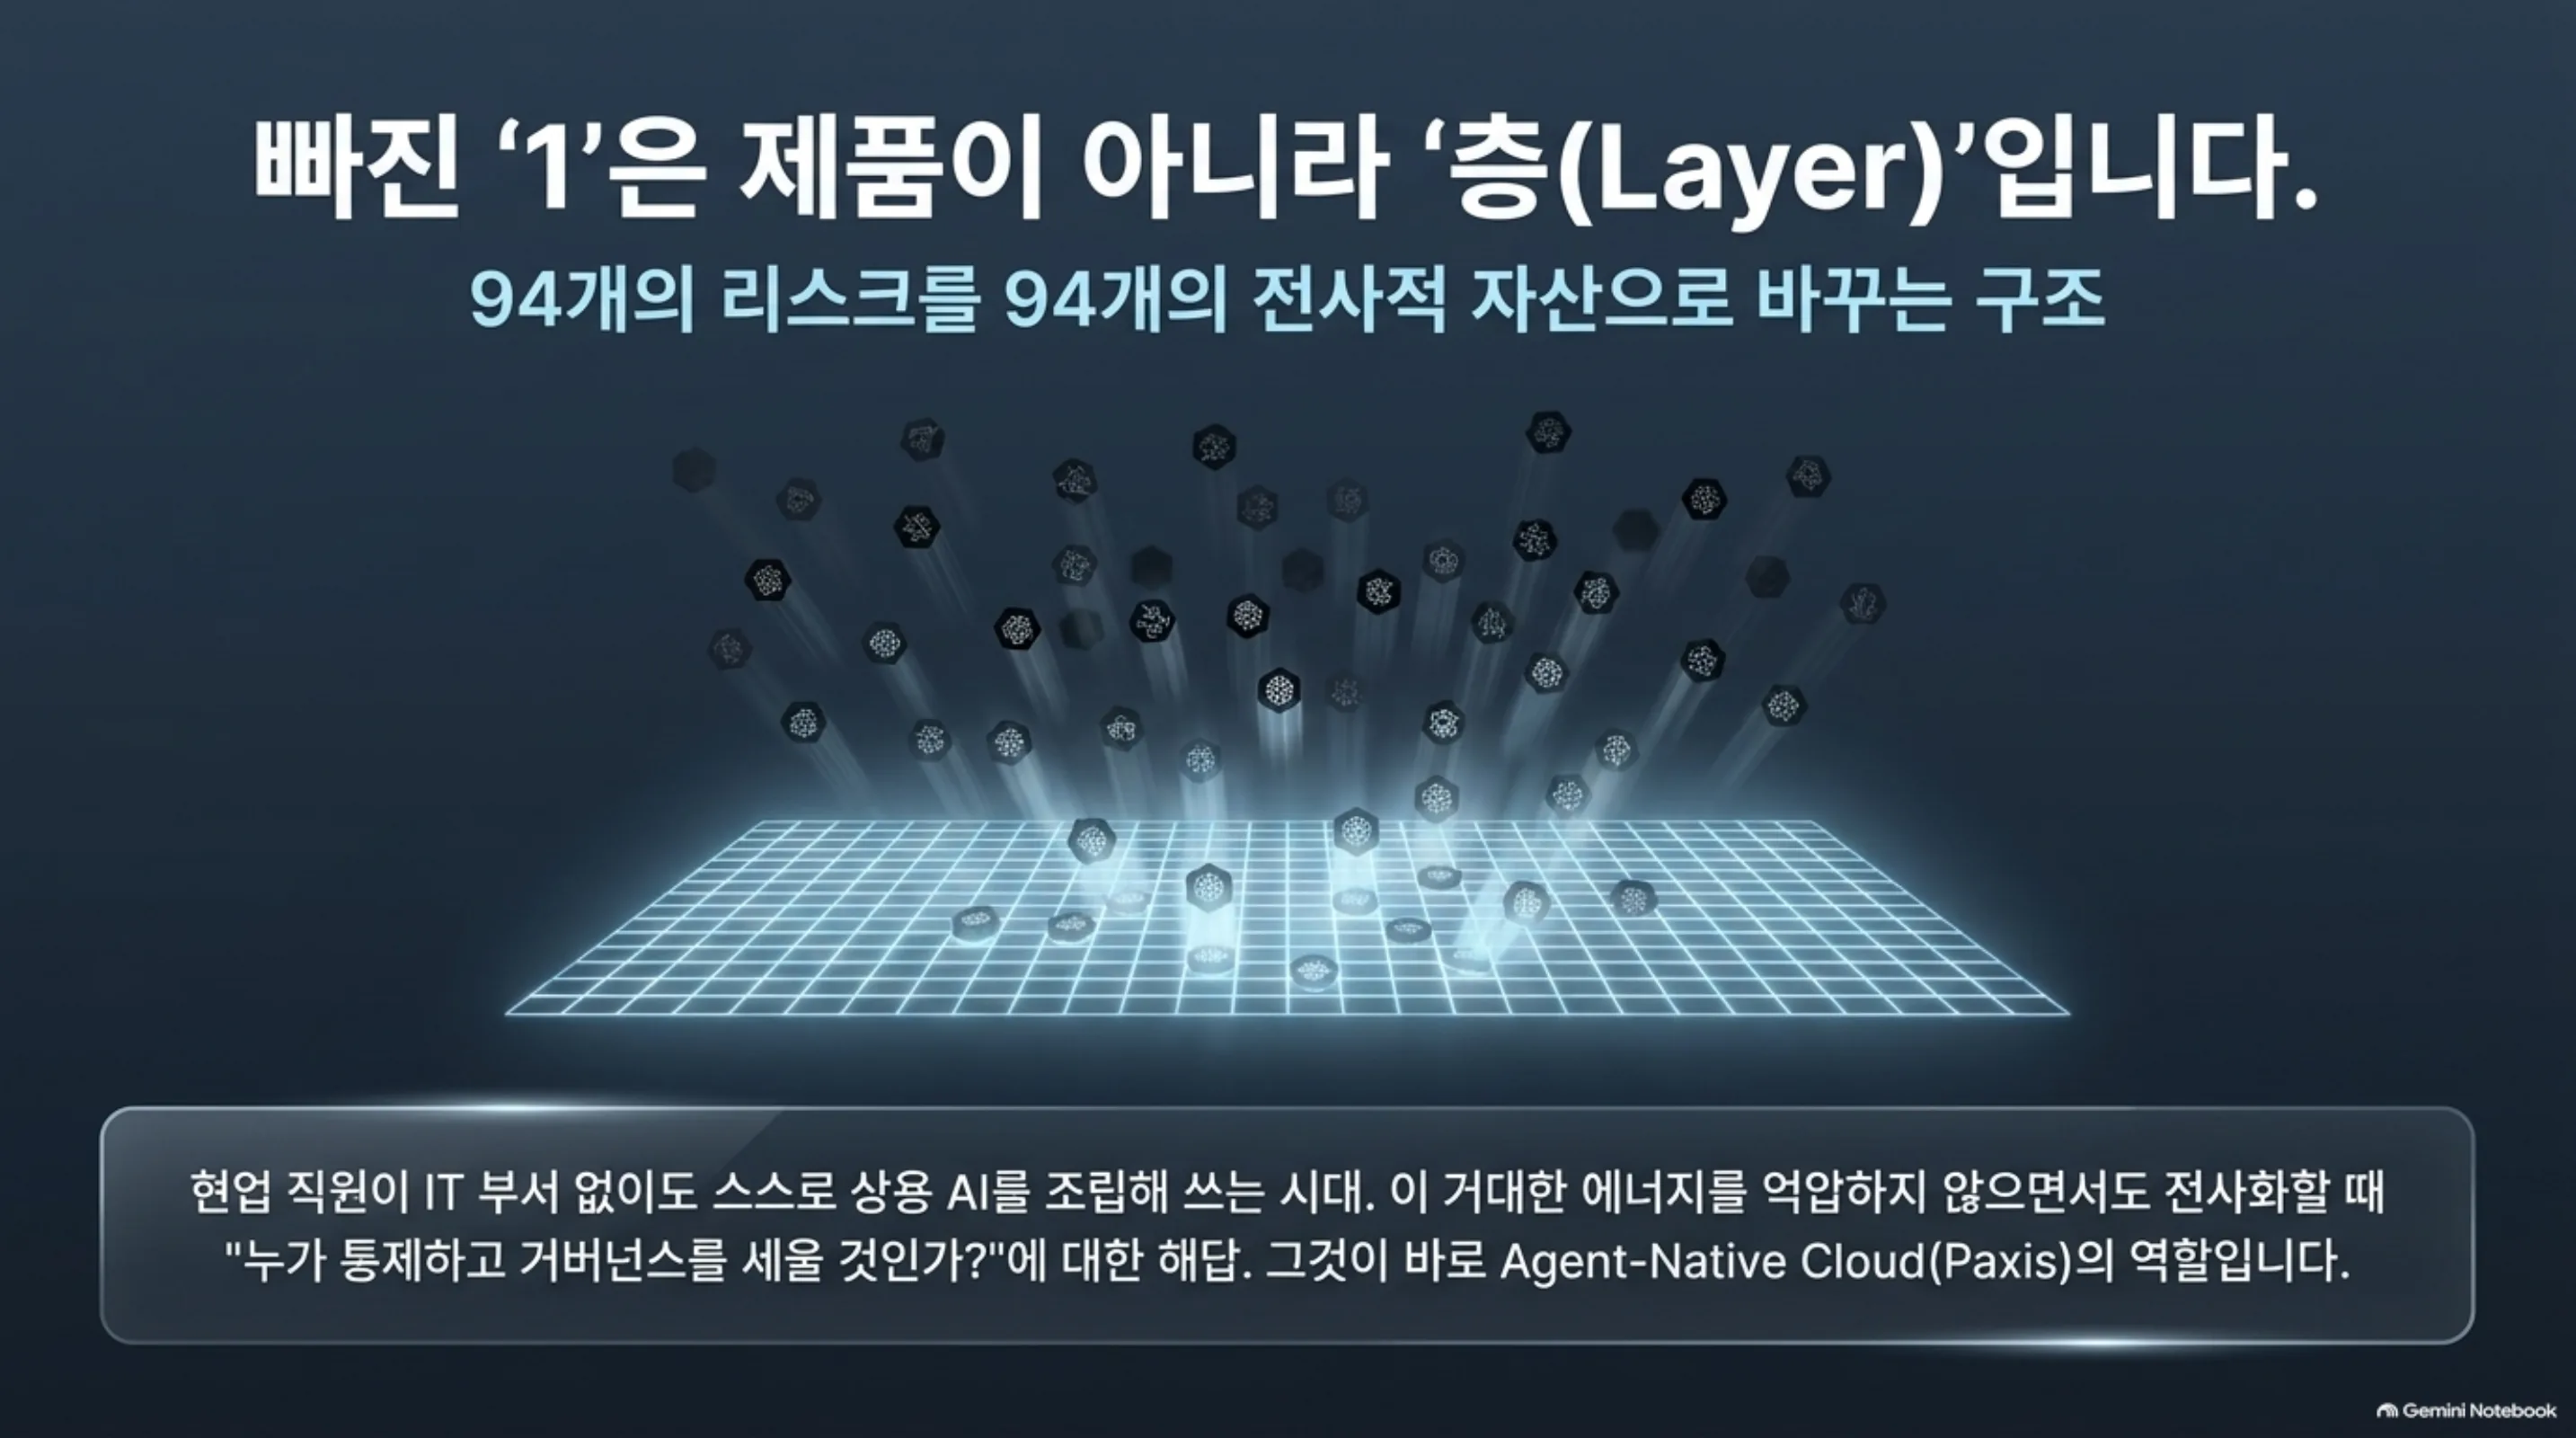 빠진 ‘1’은 제품이 아니라 ‘층(Layer)’입니다.
94개의 리스크를 94개의 전사적 자산으로 바꾸는 구조
현업 직원이 IT 부서 없이도 스스로 상용 AI를 조립해 쓰는 시대. 이 거대한 에너지를 억압하지 않으면서도 전사화할 때
"누가 통제하고 거버넌스를 세울 것인가?"에 대한 해답. 그것이 바로 Agent-Native Cloud(Paxis)의 역할입니다.
Gemini Notebook